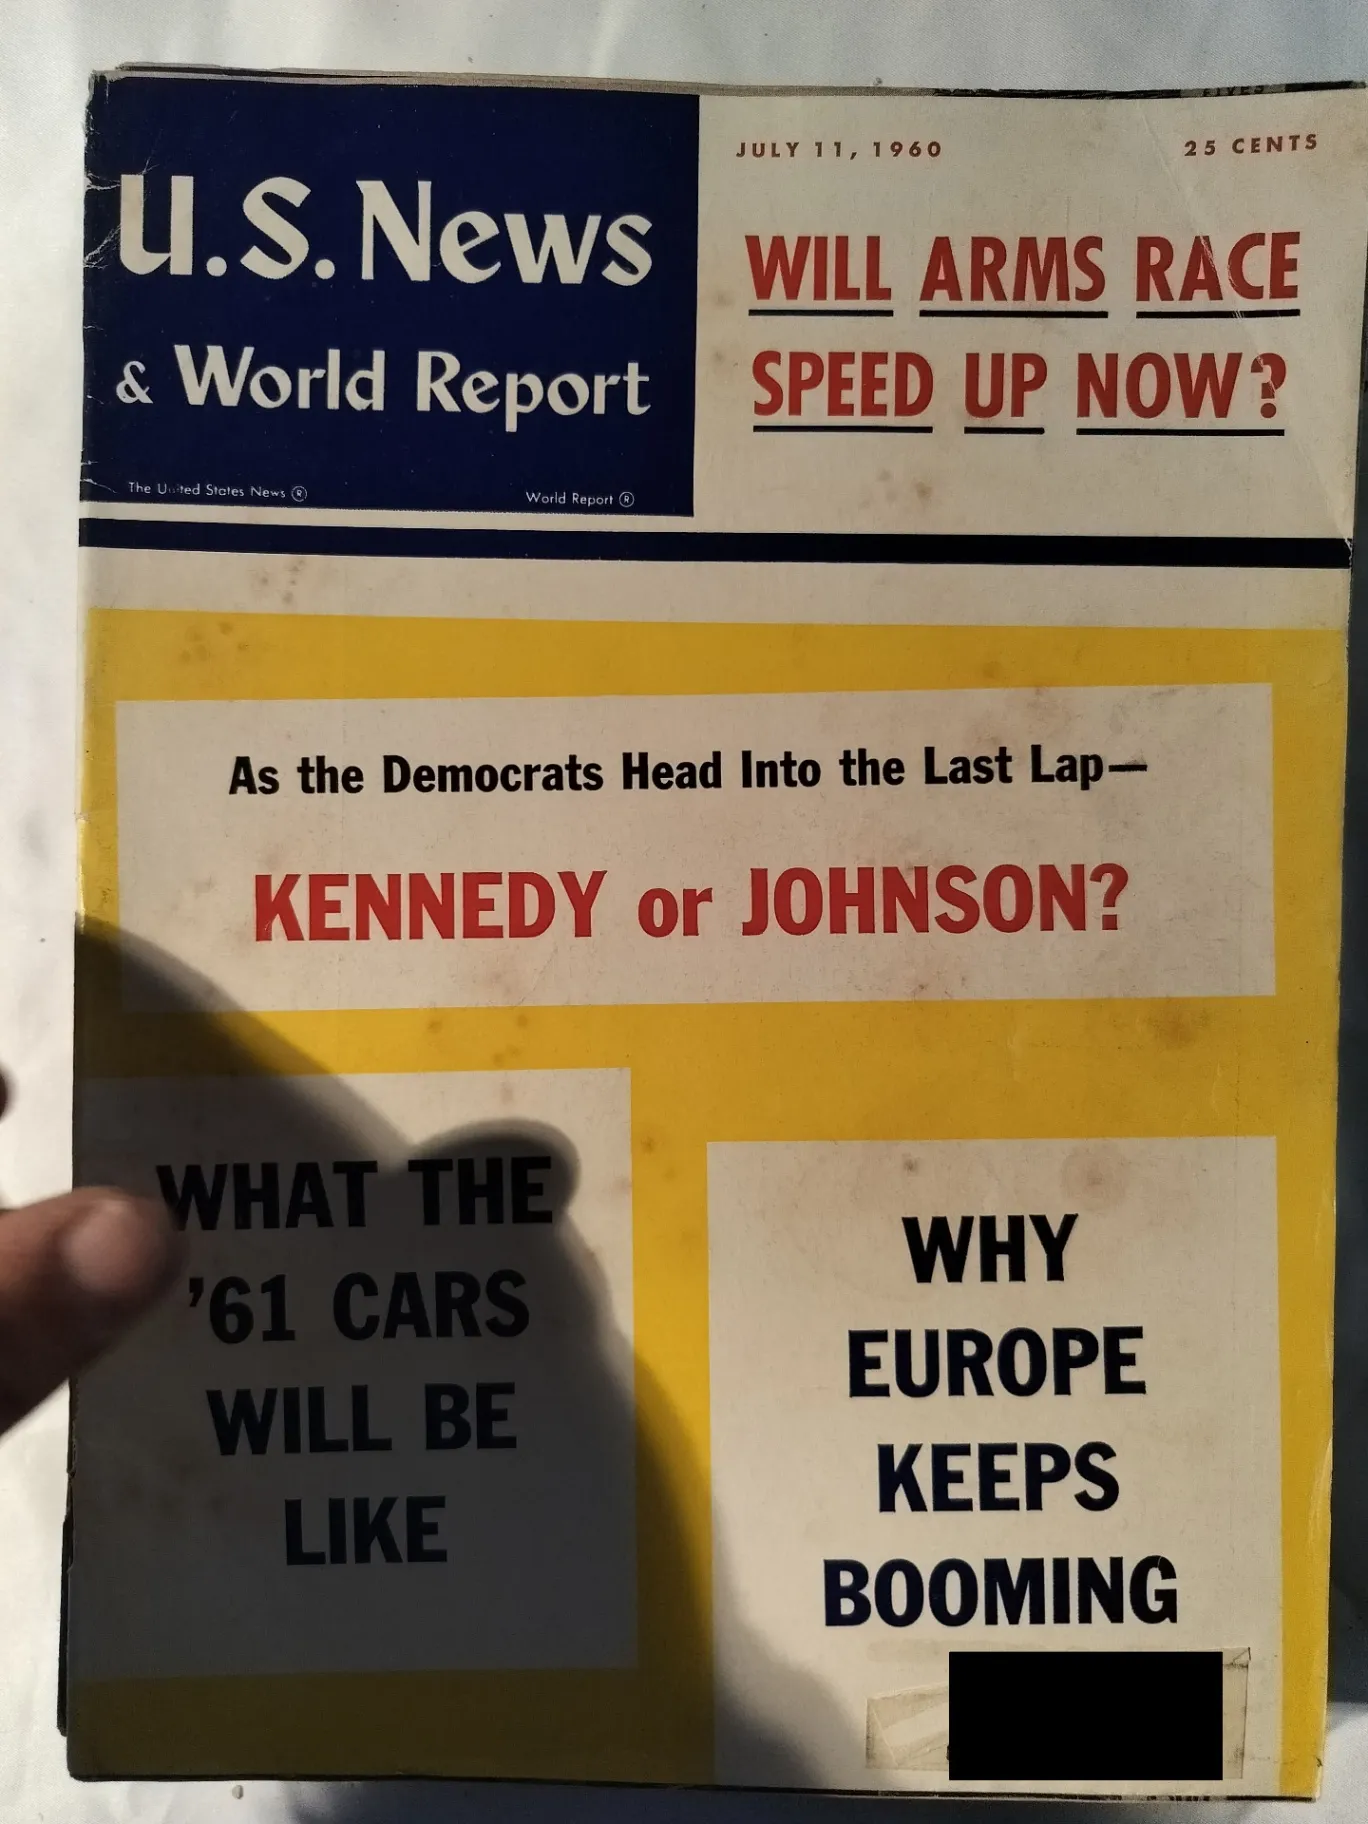 U.S. News
& World Report
The United States News ®
World Report ®
JULY 11, 1960
25 CENTS
WILL ARMS RACE
SPEED UP NOW?
As the Democrats Head Into the Last Lap—
KENNEDY or JOHNSON?
WHAT THE
'61 CARS
WILL BE
LIKE
WHY
EUROPE
KEEPS
BOOMING